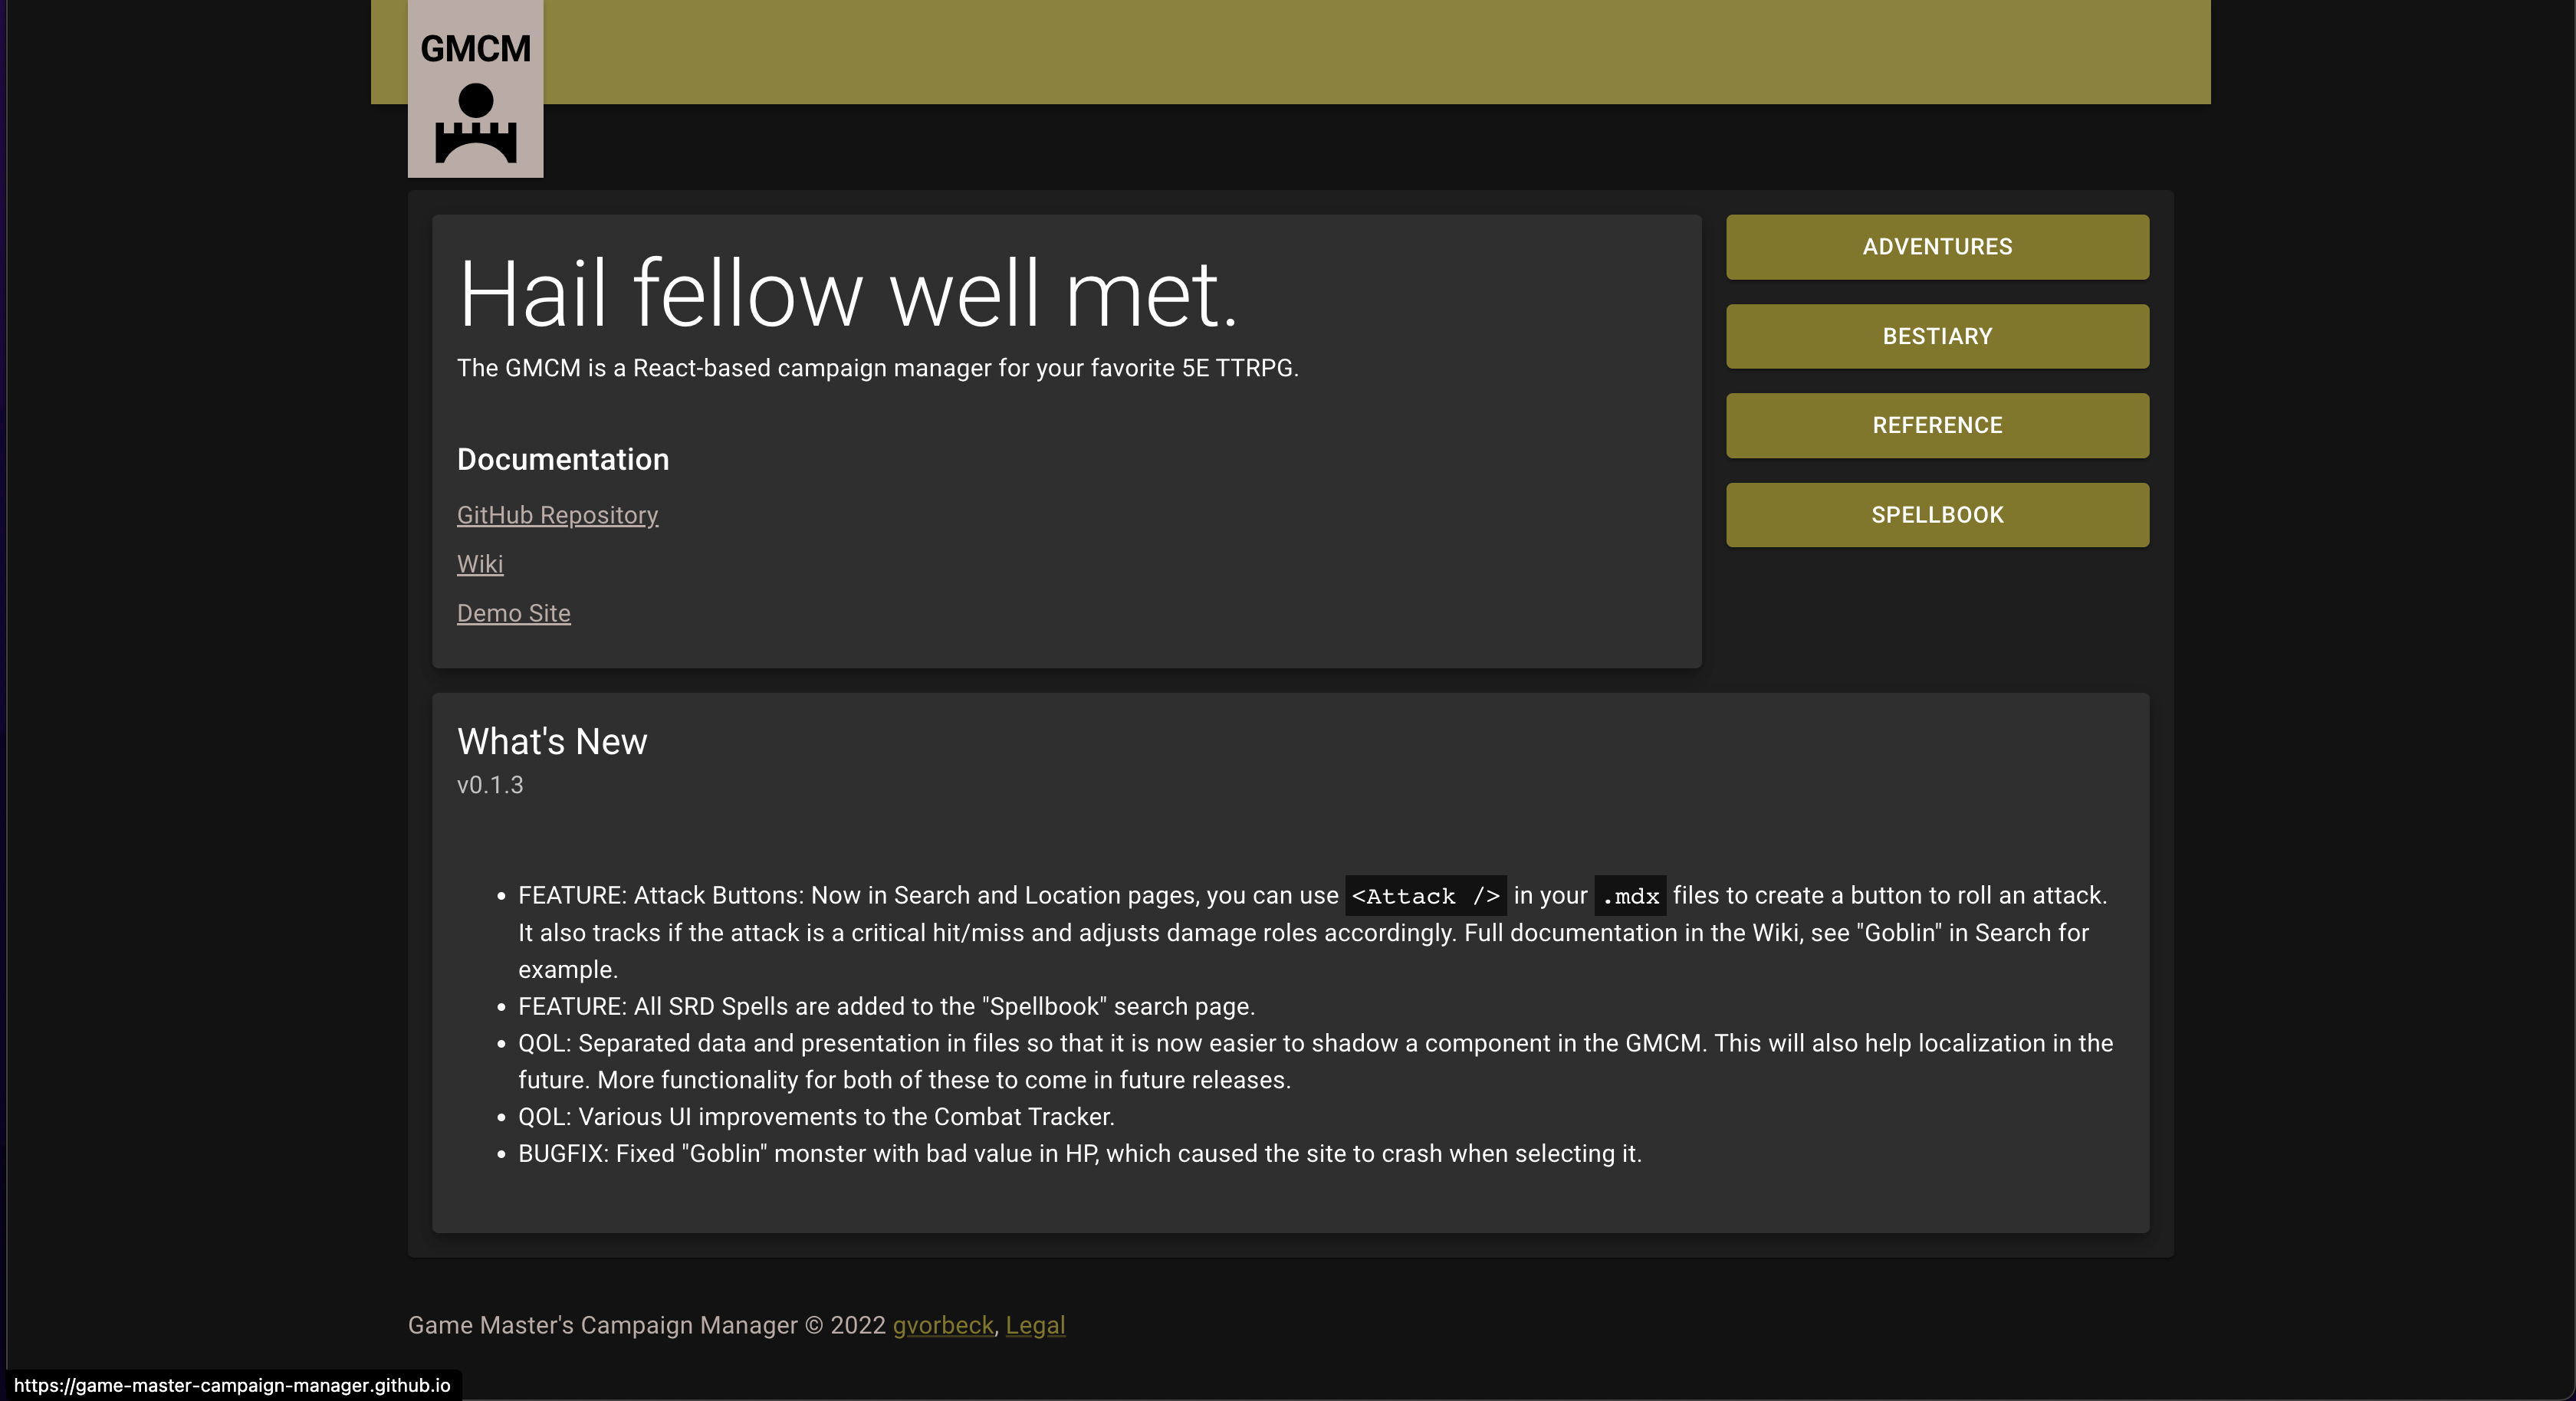 GMCM
Hail fellow well met.
The GMCM is a React-based campaign manager for your favorite 5E TTRPG.
Documentation
GitHub Repository
Wiki
Demo Site
ADVENTURES
BESTIARY
REFERENCE
SPELLBOOK
What's New
v0.1.3
• FEATURE: Attack Buttons: Now in Search and Location pages, you can use <Attack /> in your .mdx files to create a button to roll an attack.
It also tracks if the attack is a critical hit/miss and adjusts damage roles accordingly. Full documentation in the Wiki, see "Goblin" in Search for
example.
• FEATURE: All SRD Spells are added to the "Spellbook" search page.
• QOL: Separated data and presentation in files so that it is now easier to shadow a component in the GMCM. This will also help localization in the
future. More functionality for both of these to come in future releases.
• QOL: Various UI improvements to the Combat Tracker.
• BUGFIX: Fixed "Goblin" monster with bad value in HP, which caused the site to crash when selecting it.
Game Master's Campaign Manager © 2022 gvorbeck, Legal
https://game-master-campaign-manager.github.io